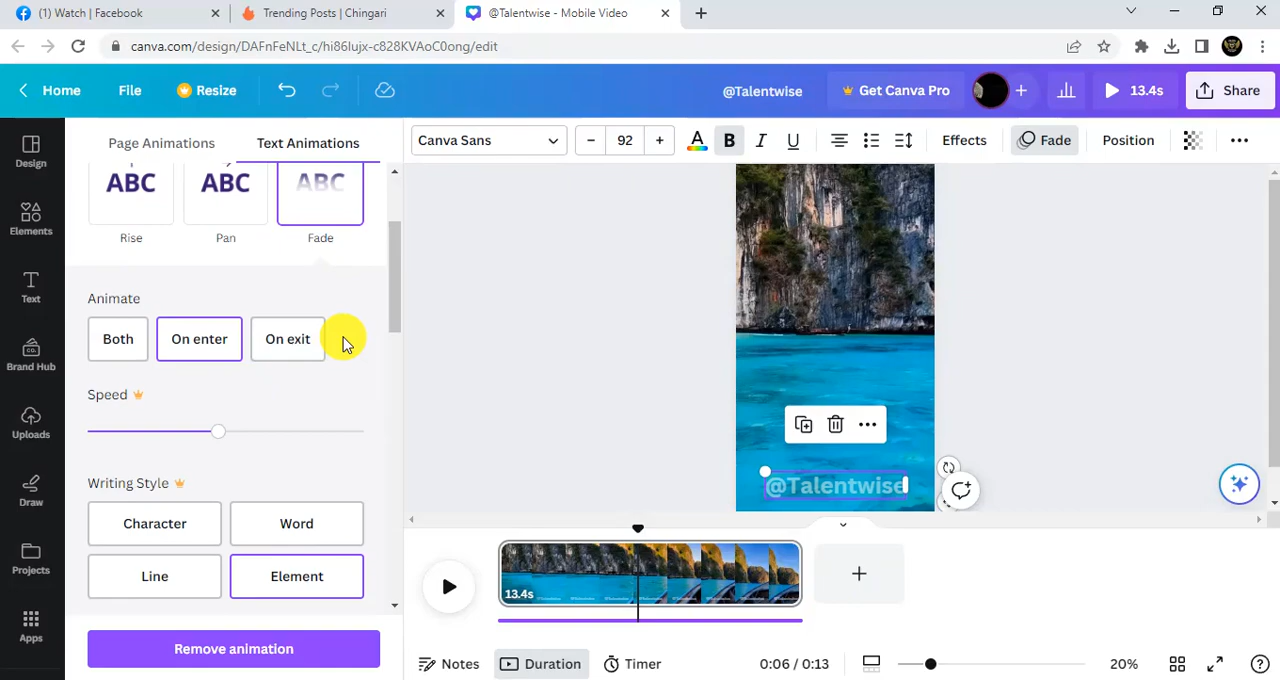 (1) Watch | Facebook
Trending Posts | Chingari
@Talentwise - Mobile Video
canva.com/design/DAFnFeNLt_c/hi86lujx-c828KVAoC0ong/edit
Home
File
Resize
@Talentwise
Get Canva Pro
13.4s
Share
Design
Elements
Text
Brand Hub
Uploads
Draw
Projects
Apps
Page Animations
Text Animations
ABC
ABC
ABC
Rise
Pan
Fade
Animate
Both
On enter
On exit
Speed
Writing Style
Character
Word
Line
Element
Remove animation
Canva Sans
92
A
B
I
U
Effects
Fade
Position
@Talentwise
13.4s
Notes
Duration
Timer
0:06 / 0:13
20%